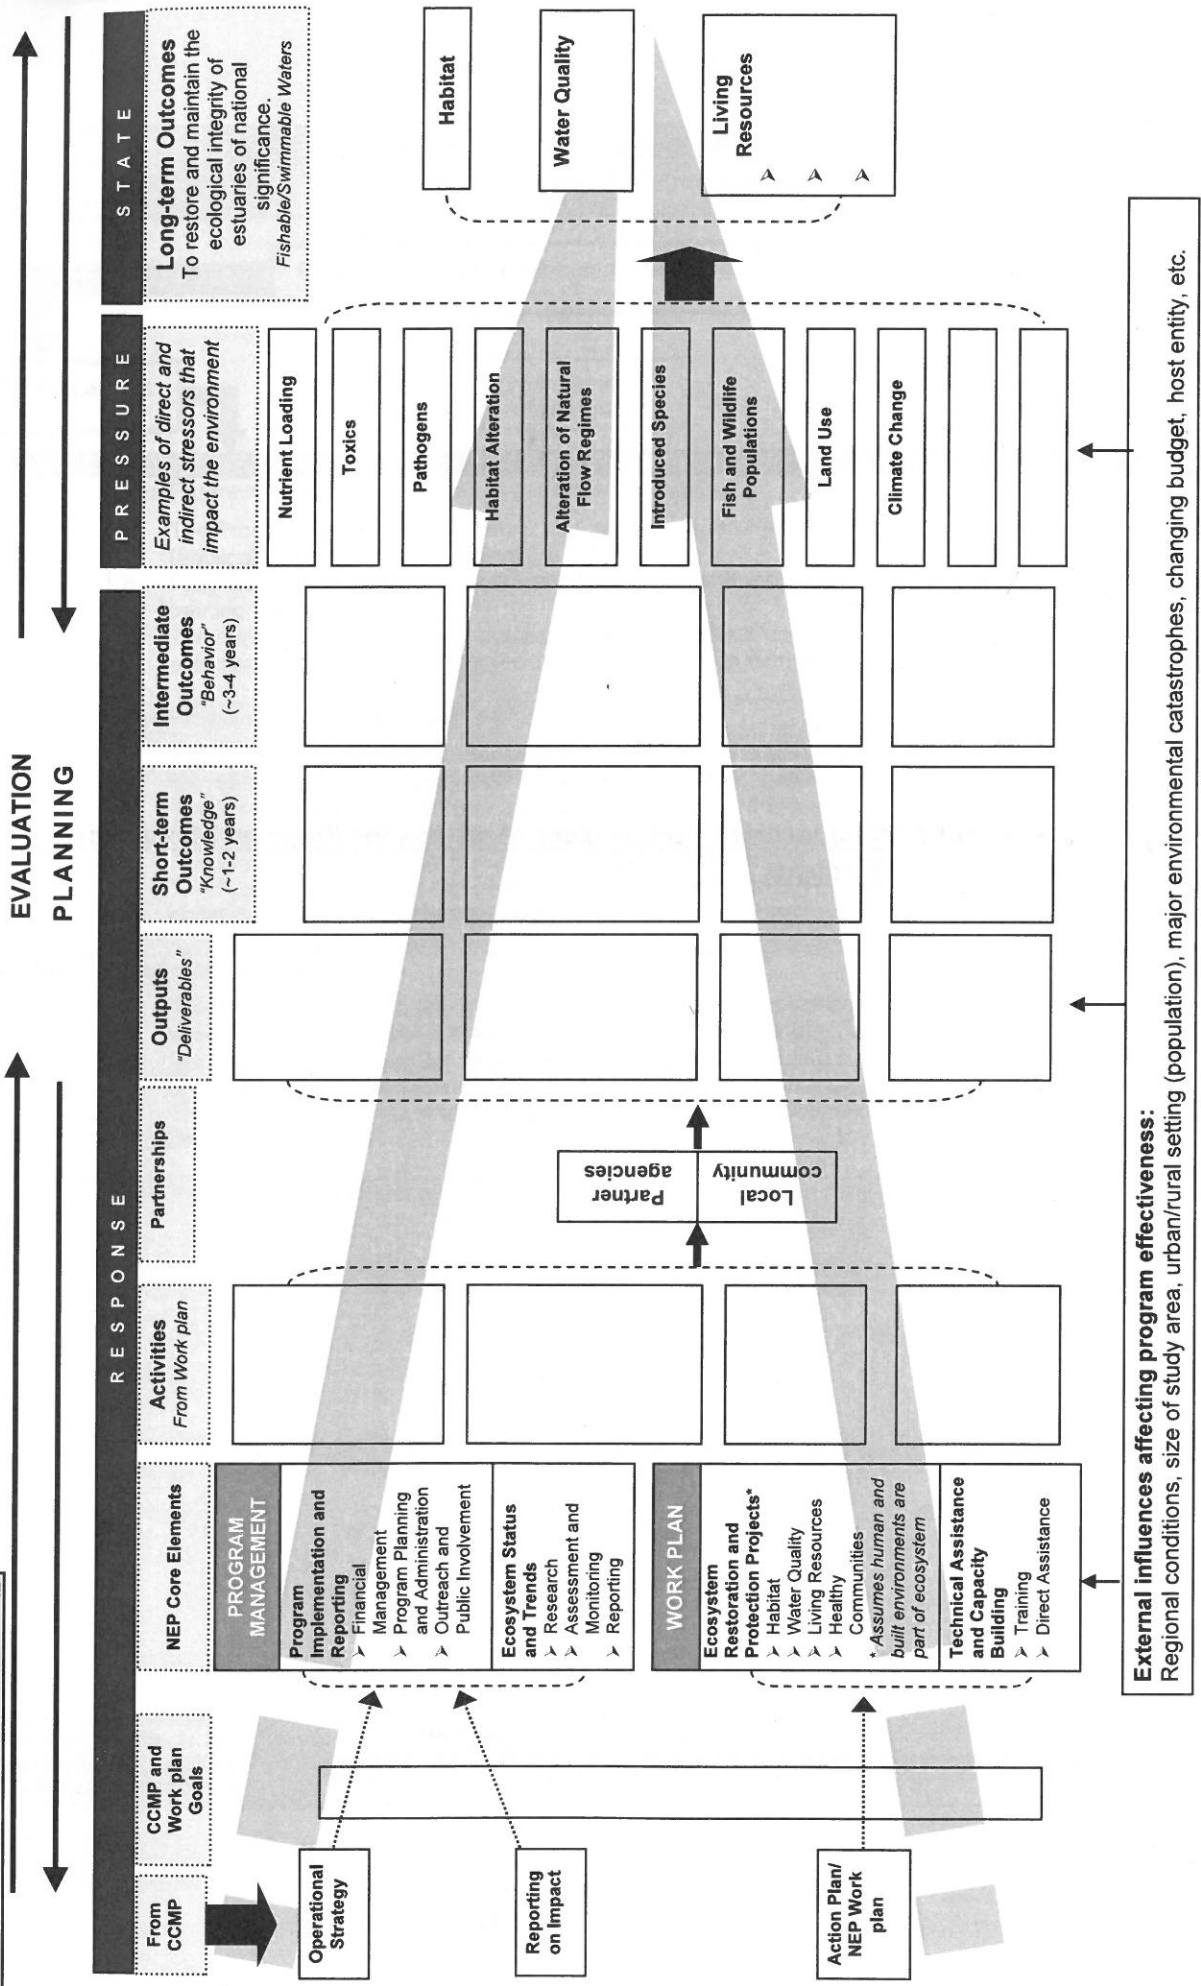 EVALUATION
PLANNING
RESPONSE
PRESSURE
STATE
From
CCMP
CCMP and
Work plan
Goals
NEP Core Elements
Activities
From Work plan
Partnerships
Outputs
"Deliverables"
Short-term
Outcomes
"Knowledge"
(~1-2 years)
Intermediate
Outcomes
"Behavior"
(~3-4 years)
Examples of direct and
indirect stressors that
impact the environment
Long-term Outcomes
To restore and maintain the
ecological integrity of
estuaries of national
significance.
Fishable/Swimmable Waters
Operational
Strategy
Reporting
on Impact
Action Plan/
NEP Work
plan
PROGRAM
MANAGEMENT
Program
Implementation and
Reporting
➢ Financial
Management
➢ Program Planning
and Administration
➢ Outreach and
Public Involvement
Ecosystem Status
and Trends
➢ Research
➢ Assessment and
Monitoring
➢ Reporting
WORK PLAN
Ecosystem
Restoration and
Protection Projects*
➢ Habitat
➢ Water Quality
➢ Living Resources
➢ Healthy
Communities
* Assumes human and
built environments are
part of ecosystem
Technical Assistance
and Capacity
Building
➢ Training
➢ Direct Assistance
Partner
agencies
Local
community
Nutrient Loading
Toxics
Pathogens
Habitat Alteration
Alteration of Natural
Flow Regimes
Introduced Species
Fish and Wildlife
Populations
Land Use
Climate Change
Habitat
Water Quality
Living
Resources
➢
➢
➢
External influences affecting program effectiveness:
Regional conditions, size of study area, urban/rural setting (population), major environmental catastrophes, changing budget, host entity, etc.